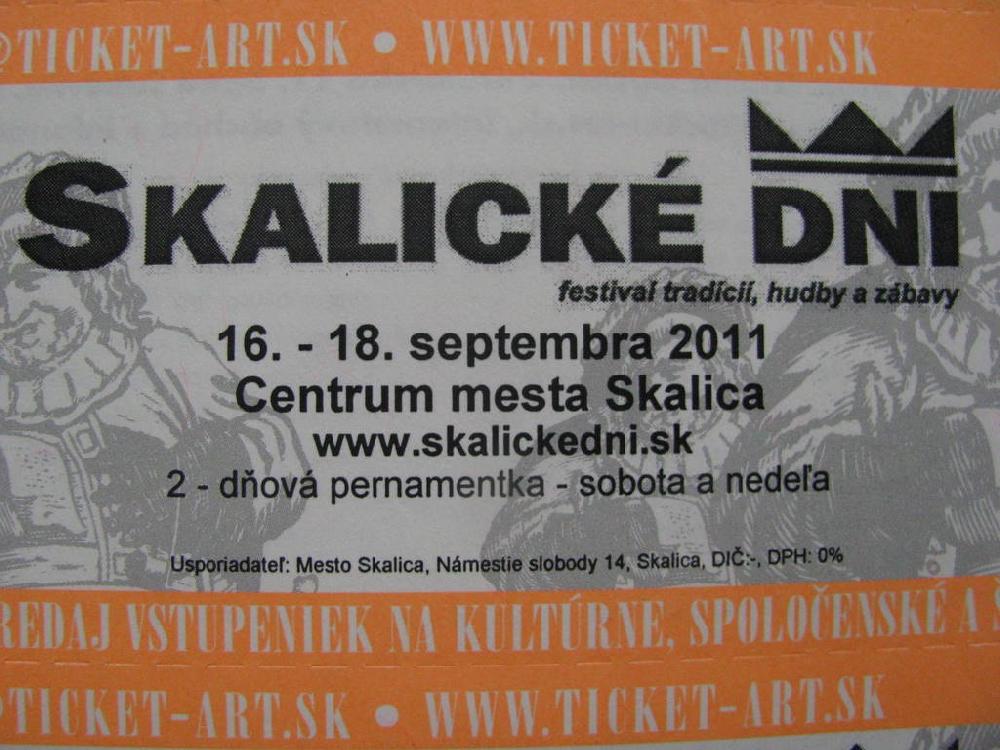 @TICKET-ART.SK • WWW.TICKET-ART.SK
SKALICKÉ DNI
festival tradícií, hudby a zábavy
16. - 18. septembra 2011
Centrum mesta Skalica
www.skalickedni.sk
2 - dňová pernamentka - sobota a nedeľa
Usporiadateľ: Mesto Skalica, Námestie slobody 14, Skalica, DIČ:-, DPH: 0%
REDAJ VSTUPENIEK NA KULTÚRNE, SPOLOČENSKÉ A
TICKET-ART.SK • WWW.TICKET-ART.SK